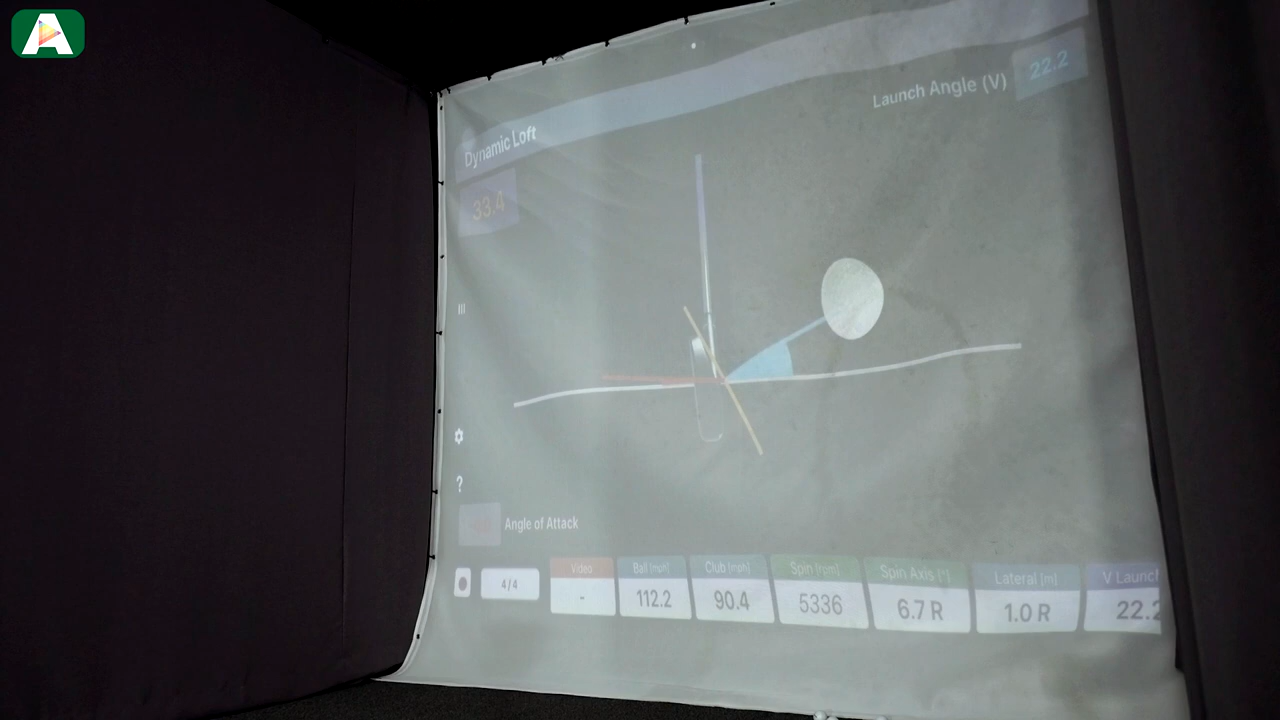 A
Launch Angle (V)
22.2
Dynamic Loft
33.4
?
Angle of Attack
4/4
Video
-
Ball [mph]
112.2
Club [mph]
90.4
Spin [rpm]
5336
Spin Axis [°]
6.7 R
Lateral [m]
1.0 R
V Launch
22.2